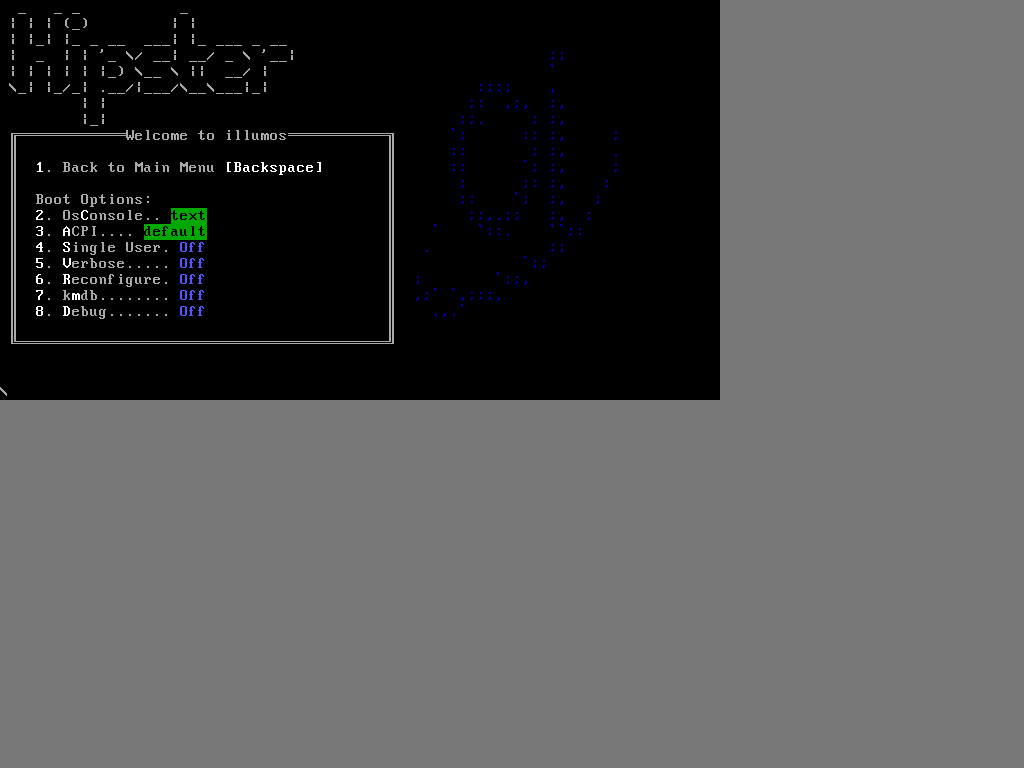 Hipster
Welcome to illumos
1. Back to Main Menu [Backspace]
Boot Options:
2. OsConsole.. text
3. ACPI.... default
4. Single User. Off
5. Verbose..... Off
6. Reconfigure. Off
7. kmdb........ Off
8. Debug....... Off
\